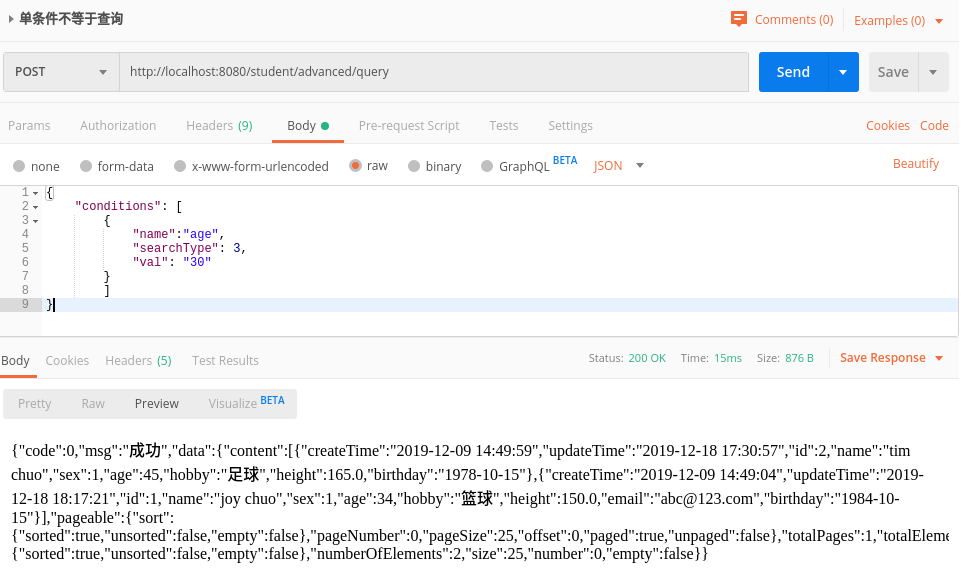 单条件不等于查询
Comments (0) Examples (0)
POST http://localhost:8080/student/advanced/query Send Save
Params Authorization Headers (9) Body Pre-request Script Tests Settings Cookies Code
none form-data x-www-form-urlencoded raw binary GraphQL BETA JSON Beautify
1 {
2 "conditions": [
3 {
4 "name":"age",
5 "searchType": 3,
6 "val": "30"
7 }
8 ]
9 }
Body Cookies Headers (5) Test Results Status: 200 OK Time: 15ms Size: 876 B Save Response
Pretty Raw Preview Visualize BETA
{"code":0,"msg":"成功","data":{"content":[{"createTime":"2019-12-09 14:49:59","updateTime":"2019-12-18 17:30:57","id":2,"name":"tim
chuo","sex":1,"age":45,"hobby":"足球","height":165.0,"birthday":"1978-10-15"},{"createTime":"2019-12-09 14:49:04","updateTime":"2019-
12-18 18:17:21","id":1,"name":"joy chuo","sex":1,"age":34,"hobby":"篮球","height":150.0,"email":"abc@123.com","birthday":"1984-10-
15"}],"pageable":{"sort":
{"sorted":true,"unsorted":false,"empty":false},"pageNumber":0,"pageSize":25,"offset":0,"paged":true,"unpaged":false},"totalPages":1,"totalEleme
{"sorted":true,"unsorted":false,"empty":false},"numberOfElements":2,"size":25,"number":0,"empty":false}}